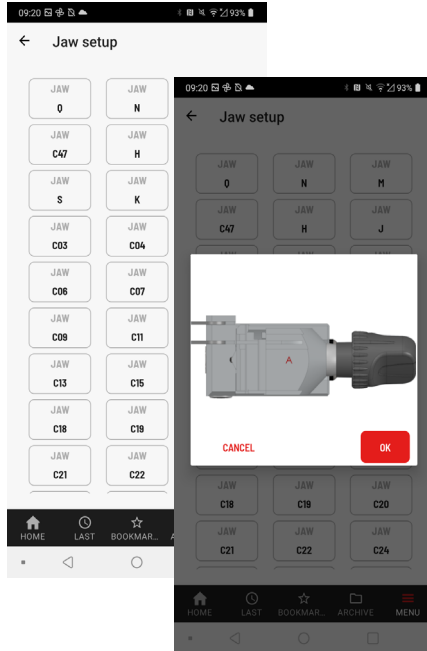 09:20 93%
Jaw setup
JAW JAW
Q N
JAW JAW
C47 H
JAW JAW
S K
JAW JAW
C03 C04
JAW JAW
C06 C07
JAW JAW
C09 C11
JAW JAW
C13 C15
JAW JAW
C18 C19
JAW JAW
C21 C22
HOME LAST BOOKMAR...
09:20 93%
Jaw setup
JAW JAW JAW
Q N M
JAW JAW JAW
C47 H J
A
CANCEL OK
JAW JAW JAW
C18 C19 C20
JAW JAW JAW
C21 C22 C24
HOME LAST BOOKMAR... ARCHIVE MENU